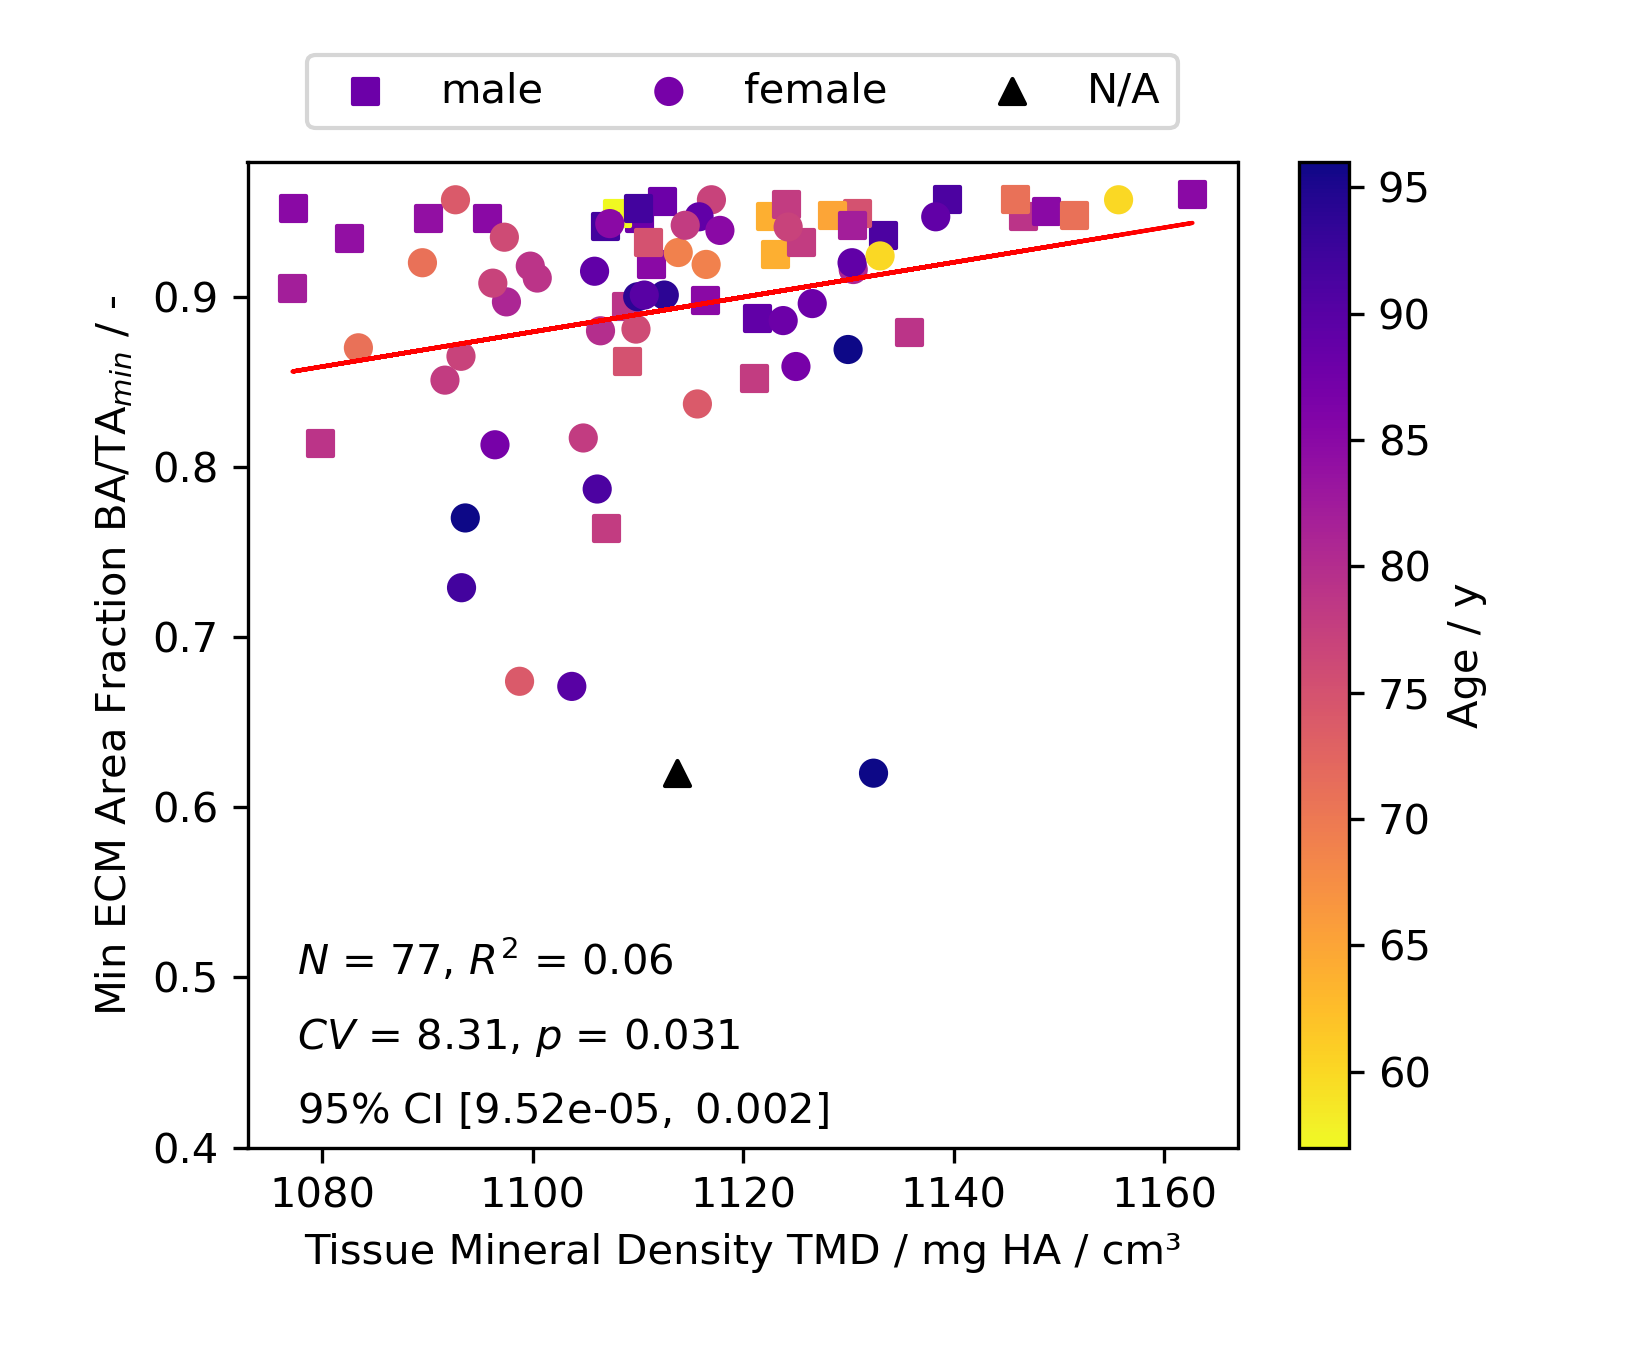 male female N/A
0.9
0.8
0.7
0.6
0.5
0.4
Min ECM Area Fraction BA/TAmin / -
N = 77, R² = 0.06
CV = 8.31, p = 0.031
95% CI [9.52e-05, 0.002]
1080 1100 1120 1140 1160
Tissue Mineral Density TMD / mg HA / cm³
95
90
85
80
75
70
65
60
Age / y